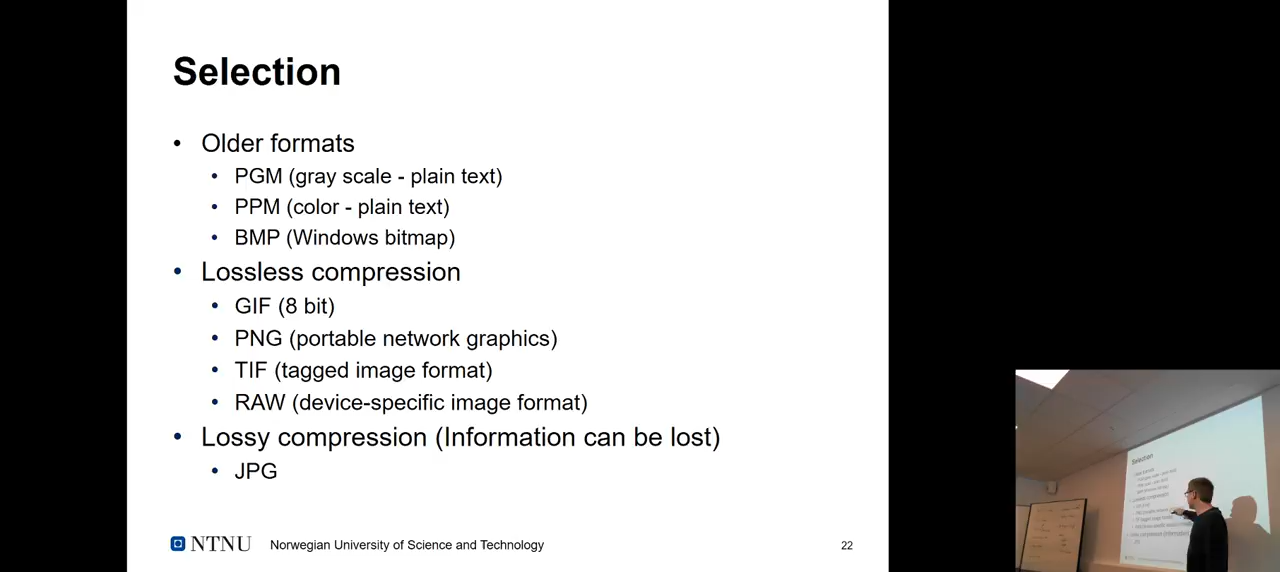 Selection
• Older formats
• PGM (gray scale - plain text)
• PPM (color - plain text)
• BMP (Windows bitmap)
• Lossless compression
• GIF (8 bit)
• PNG (portable network graphics)
• TIF (tagged image format)
• RAW (device-specific image format)
• Lossy compression (Information can be lost)
• JPG
NTNU Norwegian University of Science and Technology 22
Selection